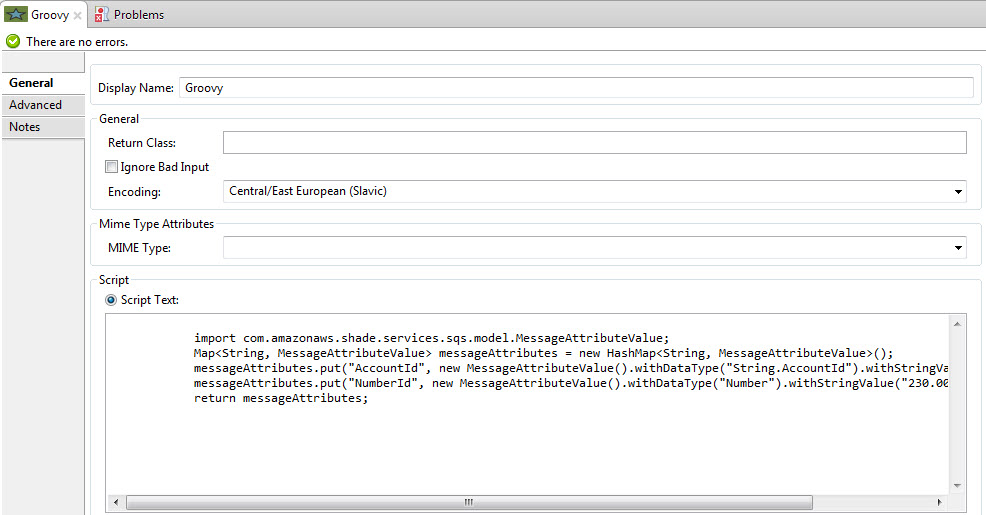 Groovy
Problems
There are no errors.
General
Advanced
Notes
Display Name: Groovy
General
Return Class:
Ignore Bad Input
Encoding: Central/East European (Slavic)
Mime Type Attributes
MIME Type:
Script
Script Text:
import com.amazonaws.shade.services.sqs.model.MessageAttributeValue;
Map<String, MessageAttributeValue> messageAttributes = new HashMap<String, MessageAttributeValue>();
messageAttributes.put("AccountId", new MessageAttributeValue().withDataType("String.AccountId").withStringVa
messageAttributes.put("NumberId", new MessageAttributeValue().withDataType("Number").withStringValue("230.00
return messageAttributes;